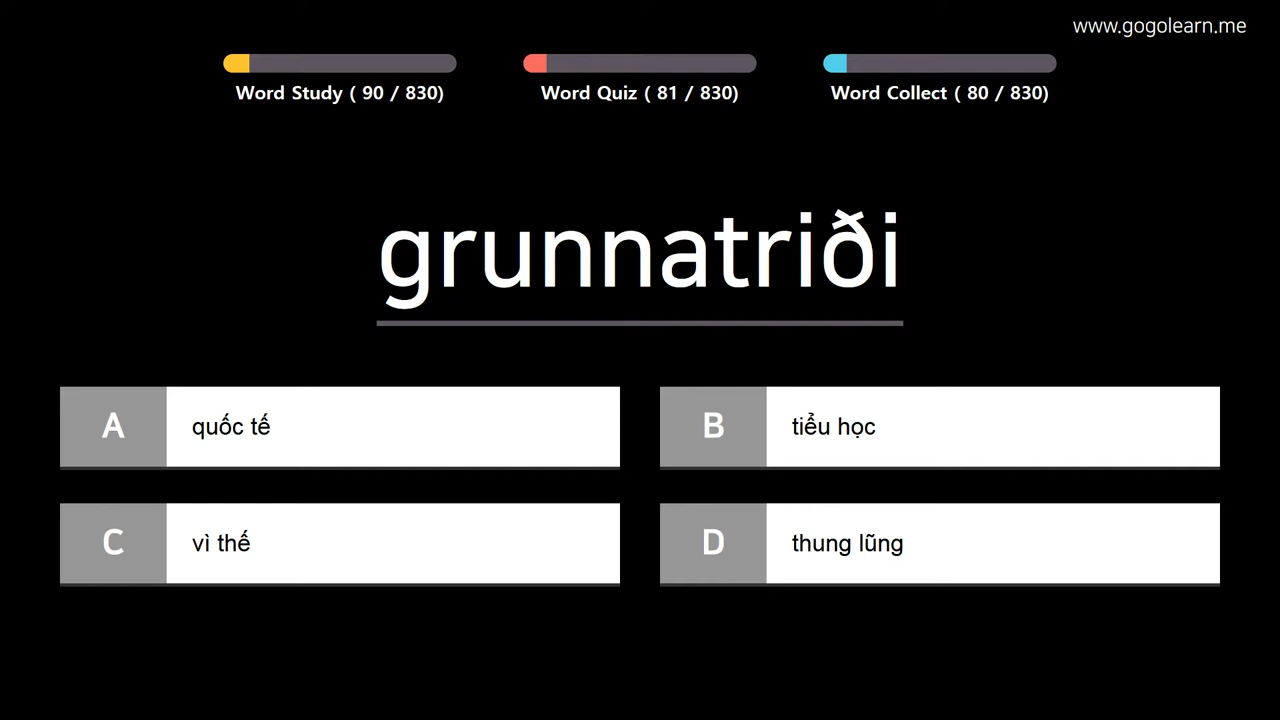 www.gogolearn.me
Word Study ( 90 / 830)
Word Quiz ( 81 / 830)
Word Collect ( 80 / 830)
grunnatriði
A quốc tế
B tiểu học
C vì thế
D thung lũng